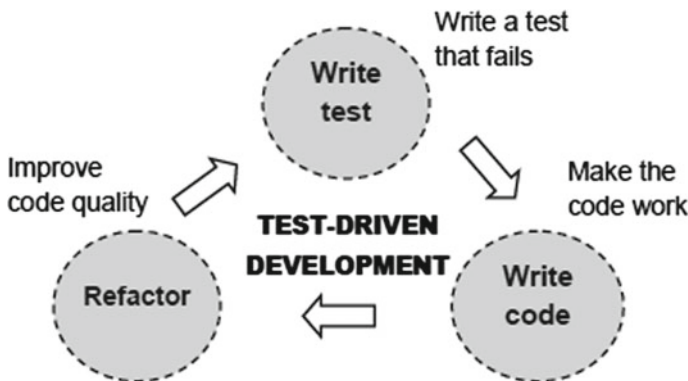 Write a test
that fails
Write
test
Improve
code quality
Make the
code work
TEST-DRIVEN
DEVELOPMENT
Refactor
Write
code